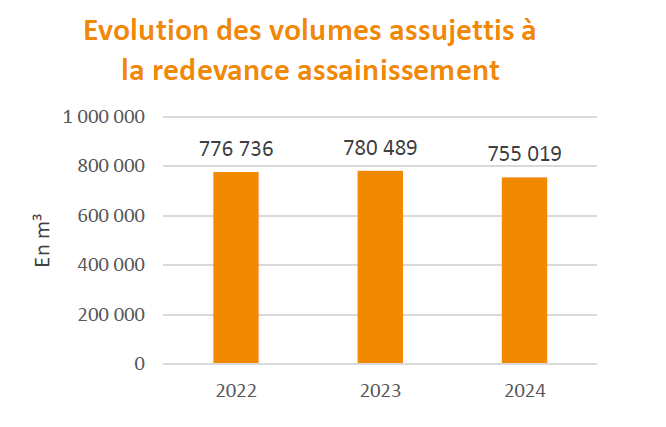 Evolution des volumes assujettis à
la redevance assainissement
1 000 000
800 000
600 000
400 000
200 000
0
En m³
776 736
780 489
755 019
2022
2023
2024